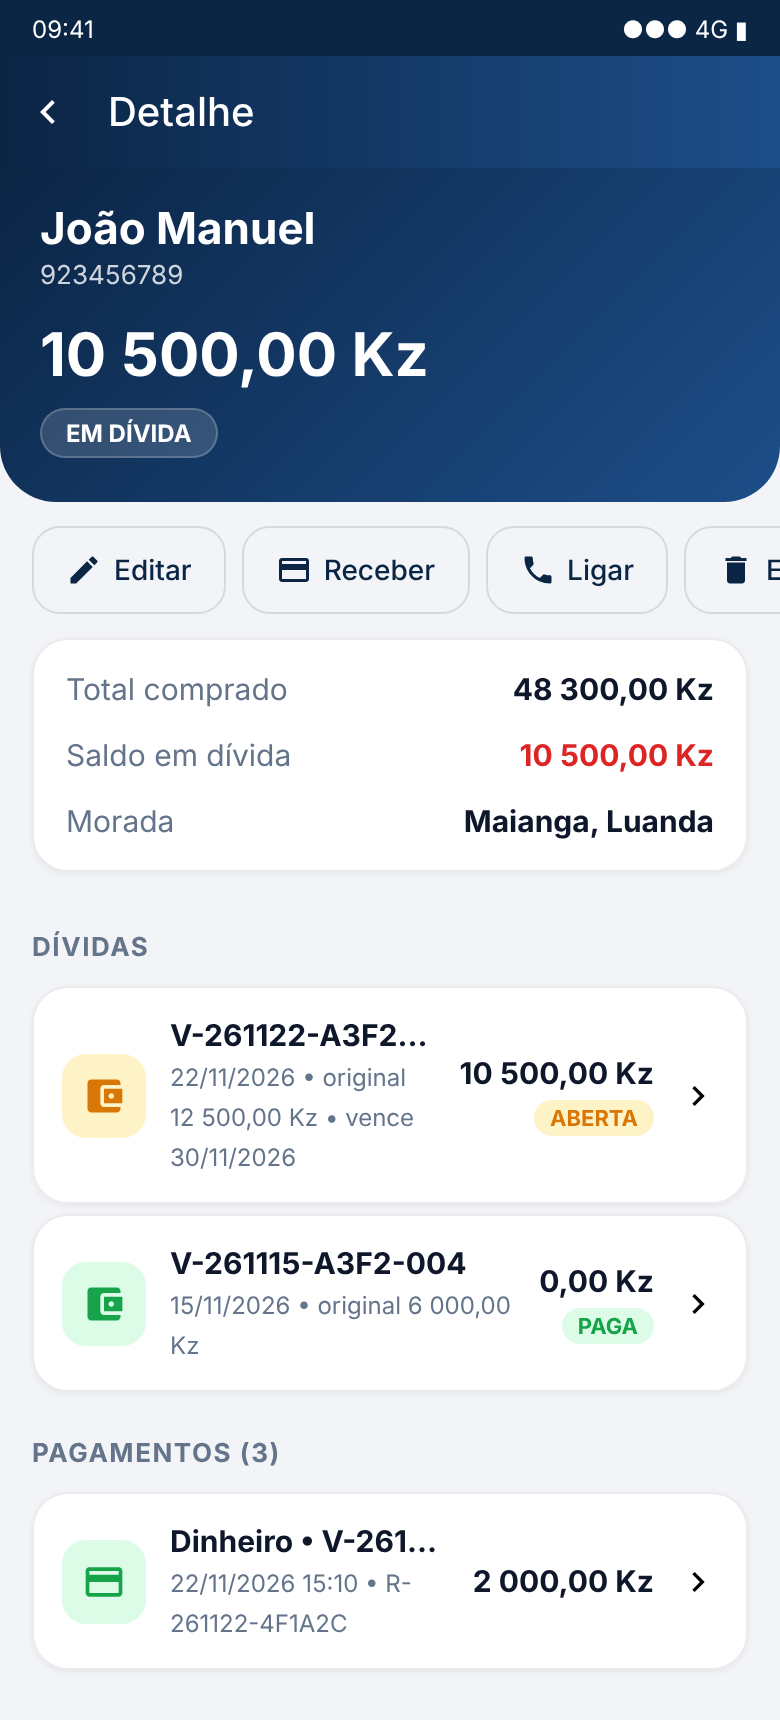 09:41
4G
Detalhe
João Manuel
923456789
10 500,00 Kz
EM DÍVIDA
Editar
Receber
Ligar
E
Total comprado
48 300,00 Kz
Saldo em dívida
10 500,00 Kz
Morada
Maianga, Luanda
DÍVIDAS
V-261122-A3F2...
22/11/2026 • original
12 500,00 Kz • vence
30/11/2026
10 500,00 Kz
ABERTA
V-261115-A3F2-004
15/11/2026 • original 6 000,00
Kz
0,00 Kz
PAGA
PAGAMENTOS (3)
Dinheiro • V-261...
22/11/2026 15:10 • R-
261122-4F1A2C
2 000,00 Kz